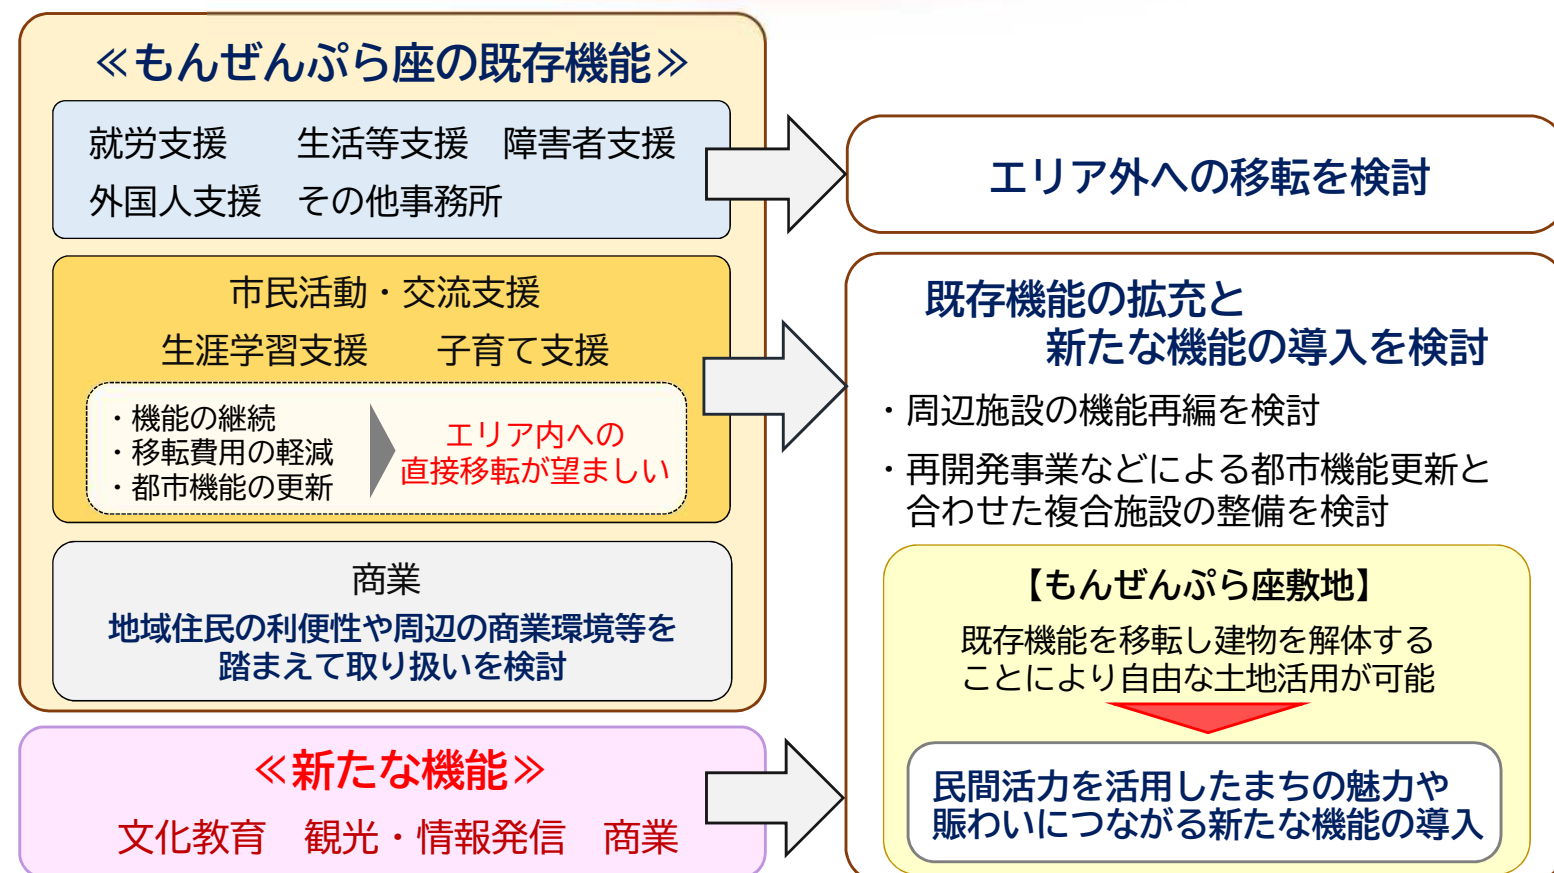 ≪もんぜんぷら座の既存機能≫
就労支援 生活等支援 障害者支援
外国人支援 その他事務所
エリア外への移転を検討
市民活動・交流支援
生涯学習支援 子育て支援
・機能の継続
・移転費用の軽減
・都市機能の更新
エリア内への
直接移転が望ましい
既存機能の拡充と
新たな機能の導入を検討
・周辺施設の機能再編を検討
・再開発事業などによる都市機能更新と
合わせた複合施設の整備を検討
商業
地域住民の利便性や周辺の商業環境等を
踏まえて取り扱いを検討
【もんぜんぷら座敷地】
既存機能を移転し建物を解体する
ことにより自由な土地活用が可能
民間活力を活用したまちの魅力や
賑わいにつながる新たな機能の導入
≪新たな機能≫
文化教育 観光・情報発信 商業